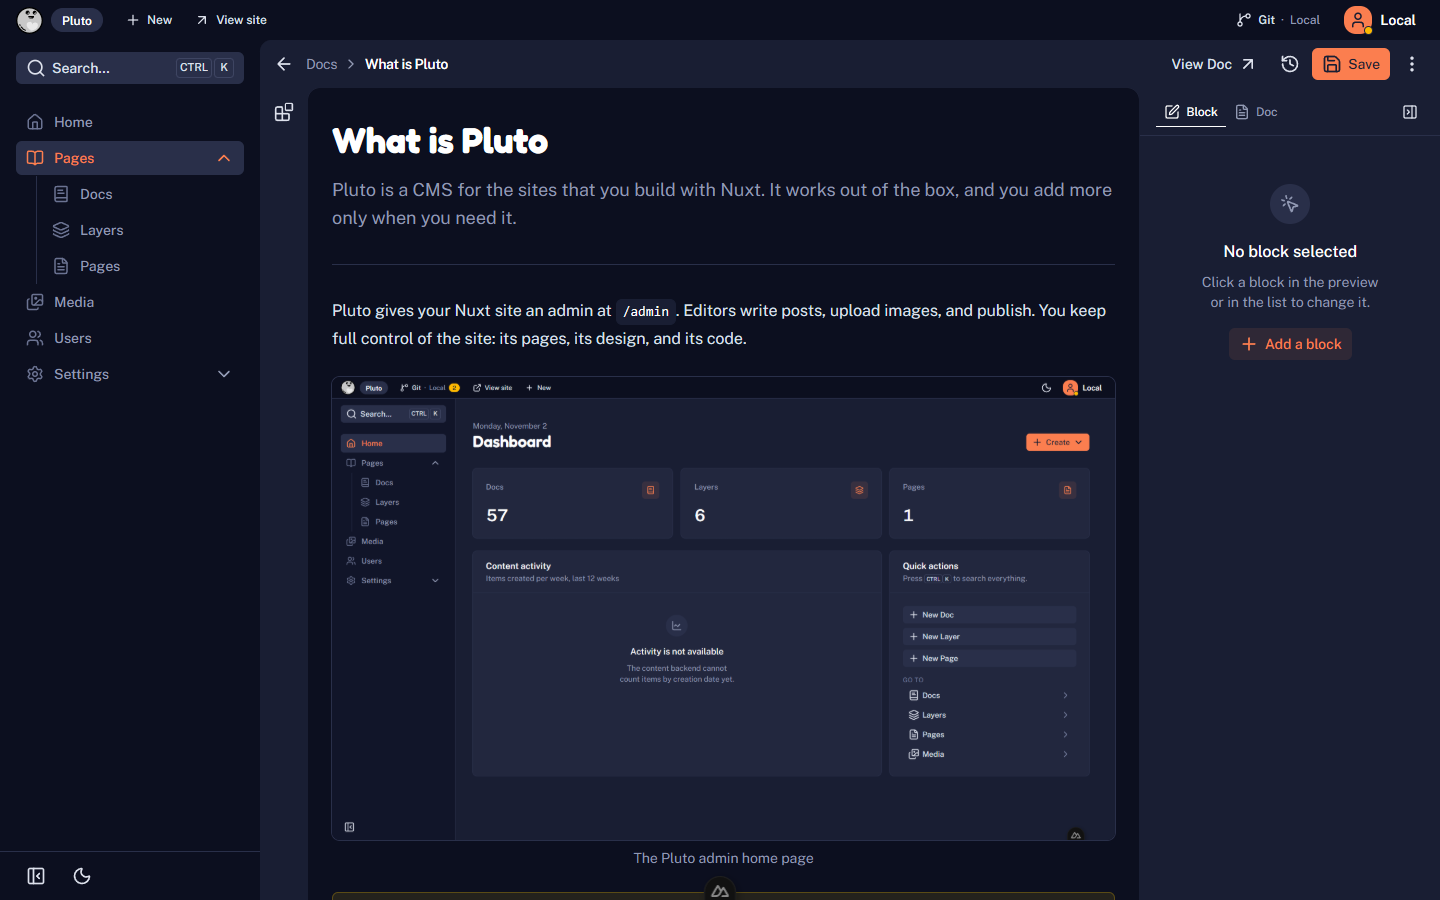 Pluto
New
View site
Git · Local
Local
Search...
CTRL K
Home
Pages
Docs
Layers
Pages
Media
Users
Settings
Docs
What is Pluto
View Doc
Save
What is Pluto
Pluto is a CMS for the sites that you build with Nuxt. It works out of the box, and you add more
only when you need it.
Pluto gives your Nuxt site an admin at /admin. Editors write posts, upload images, and publish. You keep
full control of the site: its pages, its design, and its code.
Pluto
Git · Local 2
View site
New
Local
Search...
CTRL K
Home
Pages
Docs
Layers
Pages
Media
Users
Settings
Monday, November 2
Dashboard
Create
Docs
57
Layers
6
Pages
1
Content activity
Items created per week, last 12 weeks
Activity is not available
The content backend cannot
count items by creation date yet.
Quick actions
Press CTRL K to search everything.
New Doc
New Layer
New Page
GO TO
Docs
Layers
Pages
Media
The Pluto admin home page
Block
Doc
No block selected
Click a block in the preview
or in the list to change it.
Add a block